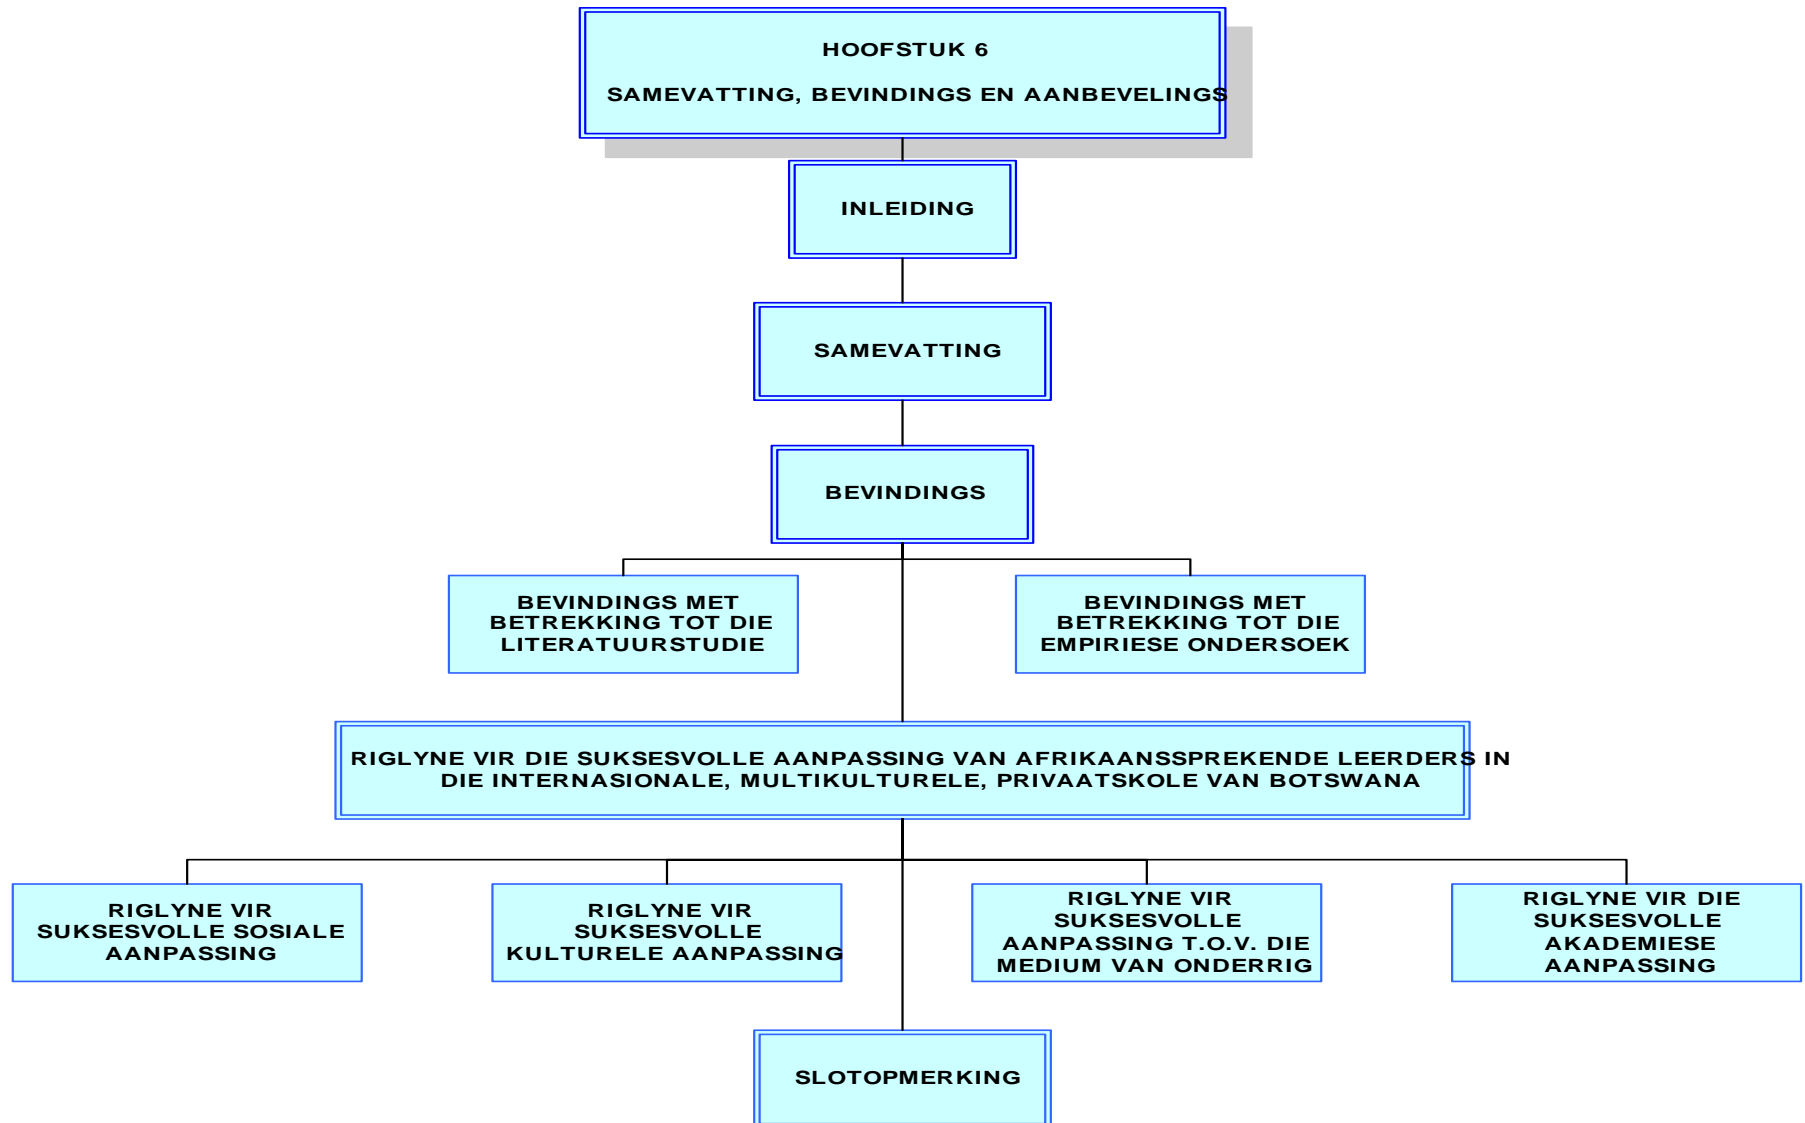 HOOFSTUK 6
SAMEVATTING, BEVINDINGS EN AANBEVELINGS
INLEIDING
SAMEVATTING
BEVINDINGS
BEVINDINGS MET
BETREKKING TOT DIE
LITERATUURSTUDIE
BEVINDINGS MET
BETREKKING TOT DIE
EMPIRIESE ONDERSOEK
RIGLYNE VIR DIE SUKSESVOLLE AANPASSING VAN AFRIKAANSSPREKENDE LEERDERS IN
DIE INTERNASIONALE, MULTIKULTURELE, PRIVAATSKOLE VAN BOTSWANA
RIGLYNE VIR
SUKSESVOLLE SOSIALE
AANPASSING
RIGLYNE VIR
SUKSESVOLLE
KULTURELE AANPASSING
RIGLYNE VIR
SUKSESVOLLE
AANPASSING T.O.V. DIE
MEDIUM VAN ONDERRIG
RIGLYNE VIR DIE
SUKSESVOLLE
AKADEMIESE
AANPASSING
SLOTOPMERKING